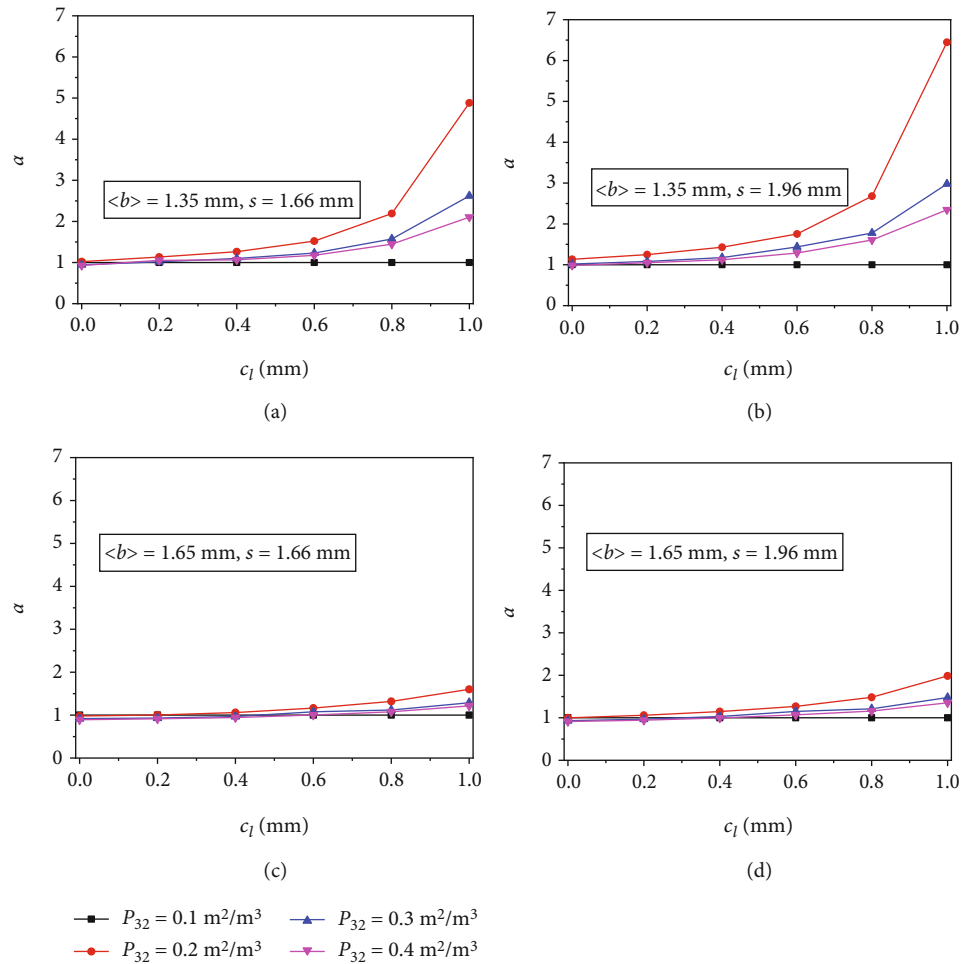 7
6
5
4
3
2
1
0
α
<b> = 1.35 mm, s = 1.66 mm
0.0 0.2 0.4 0.6 0.8 1.0
c_l (mm)
(a)
7
6
5
4
3
2
1
0
α
<b> = 1.35 mm, s = 1.96 mm
0.0 0.2 0.4 0.6 0.8 1.0
c_l (mm)
(b)
7
6
5
4
3
2
1
0
α
<b> = 1.65 mm, s = 1.66 mm
0.0 0.2 0.4 0.6 0.8 1.0
c_l (mm)
(c)
7
6
5
4
3
2
1
0
α
<b> = 1.65 mm, s = 1.96 mm
0.0 0.2 0.4 0.6 0.8 1.0
c_l (mm)
(d)
P₃₂ = 0.1 m²/m³ P₃₂ = 0.3 m²/m³
P₃₂ = 0.2 m²/m³ P₃₂ = 0.4 m²/m³